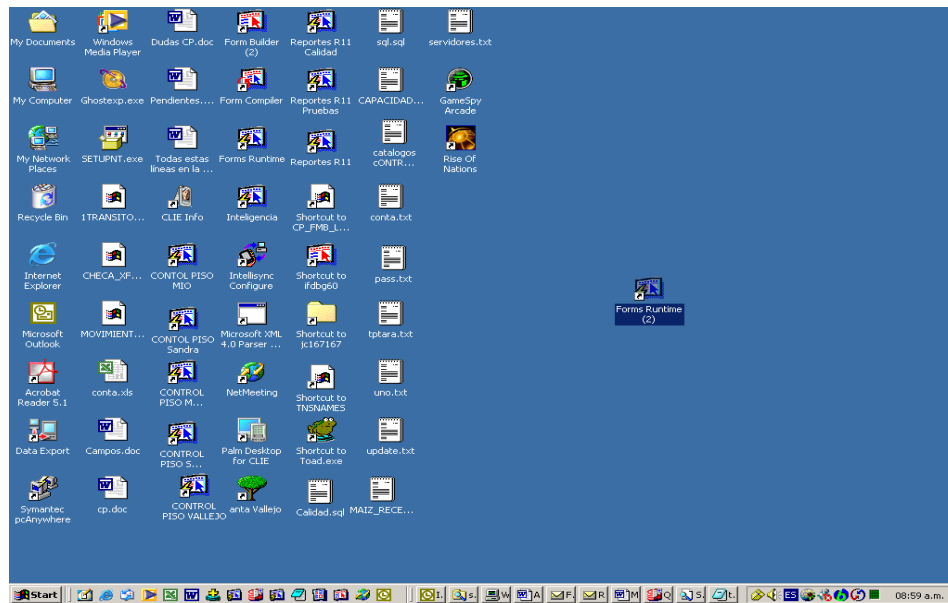 My Documents
Windows
Media Player
Dudas CP.doc
Form Builder
(2)
Reportes R11
Calidad
sql.sql
servidores.txt
My Computer
Ghostexp.exe
Pendientes....
Form Compiler
Reportes R11
Pruebas
CAPACIDAD...
GameSpy
Arcade
My Network
Places
SETUPNT.exe
Todas estas
líneas en la ...
Forms Runtime
Reportes R11
catalogos
cONTR...
Rise Of
Nations
Recycle Bin
1TRANSITO...
CLIE Info
Inteligencia
Shortcut to
CP_FMB_L...
conta.txt
Internet
Explorer
CHECA_XF...
CONTOL PISO
MIO
Intellisync
Configure
Shortcut to
ifdbg60
pass.txt
Forms Runtime
(2)
Microsoft
Outlook
MOVIMIENT...
CONTOL PISO
Sandra
Microsoft XML
4.0 Parser ...
Shortcut to
jc167167
tptara.txt
Acrobat
Reader 5.1
conta.xls
CONTROL
PISO M...
NetMeeting
Shortcut to
TNSNAMES
uno.txt
Data Export
Campos.doc
CONTROL
PISO S...
Palm Desktop
for CLIE
Shortcut to
Toad.exe
update.txt
Symantec
pcAnywhere
cp.doc
CONTROL
PISO VALLEJO
anta Vallejo
Calidad.sql
MAIZ_RECE...
Start
I.
s.
W
A
F.
R
M
Q
S.
t.
ES
08:59 a.m.